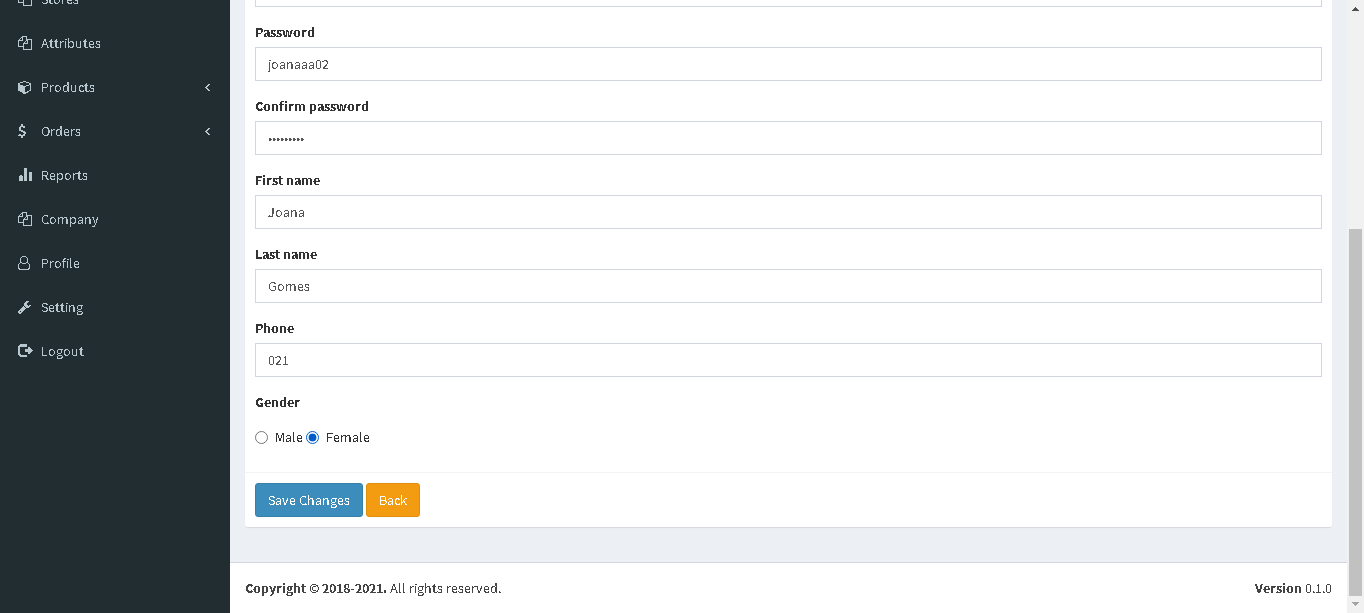 Stores
Attributes
Products
Orders
Reports
Company
Profile
Setting
Logout
Password
joanaaa02
Confirm password
•••••••••
First name
Joana
Last name
Gomes
Phone
021
Gender
Male Female
Save Changes Back
Copyright © 2018-2021. All rights reserved.
Version 0.1.0